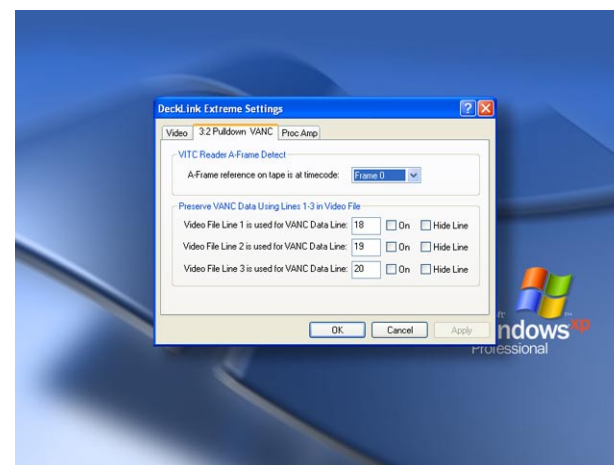 DeckLink Extreme Settings
Video 3:2 Pulldown VANC Proc Amp
VITC Reader A-Frame Detect
A-Frame reference on tape is at timecode: Frame 0
Preserve VANC Data Using Lines 1-3 in Video File
Video File Line 1 is used for VANC Data Line: 18 On Hide Line
Video File Line 2 is used for VANC Data Line: 19 On Hide Line
Video File Line 3 is used for VANC Data Line: 20 On Hide Line
OK Cancel Apply
ndows xp
Professional